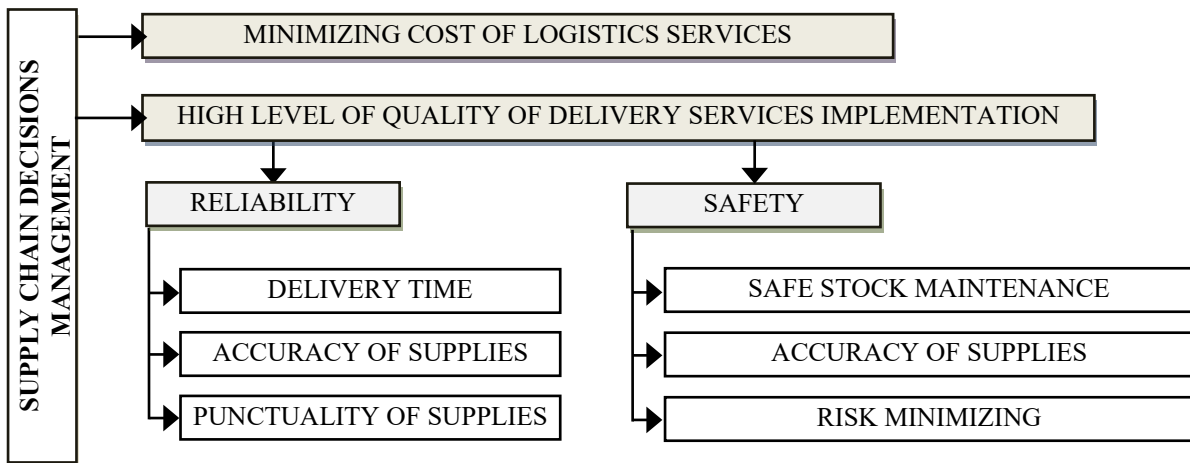 SUPPLY CHAIN DECISIONS
MANAGEMENT
MINIMIZING COST OF LOGISTICS SERVICES
HIGH LEVEL OF QUALITY OF DELIVERY SERVICES IMPLEMENTATION
RELIABILITY
DELIVERY TIME
ACCURACY OF SUPPLIES
PUNCTUALITY OF SUPPLIES
SAFETY
SAFE STOCK MAINTENANCE
ACCURACY OF SUPPLIES
RISK MINIMIZING